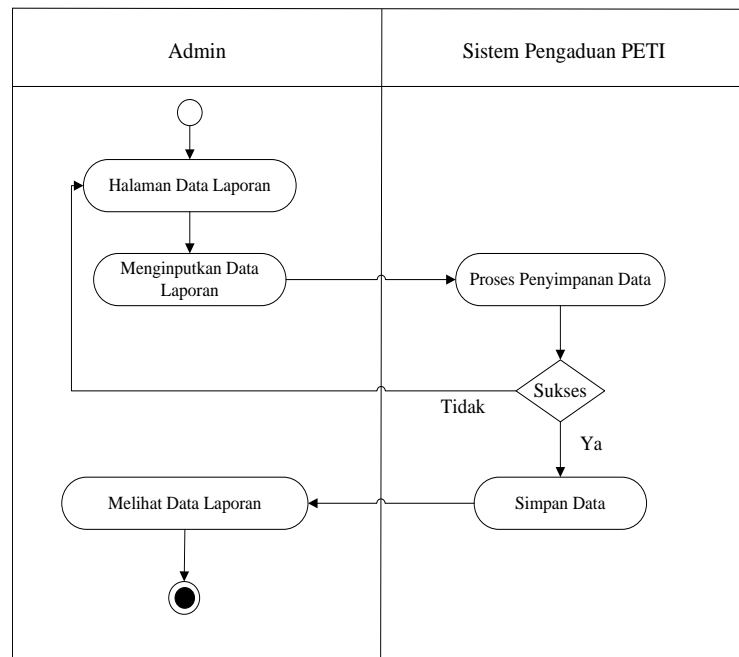 Admin
Sistem Pengaduan PETI
Halaman Data Laporan
Menginputkan Data
Laporan
Proses Penyimpanan Data
Sukses
Tidak
Ya
Melihat Data Laporan
Simpan Data